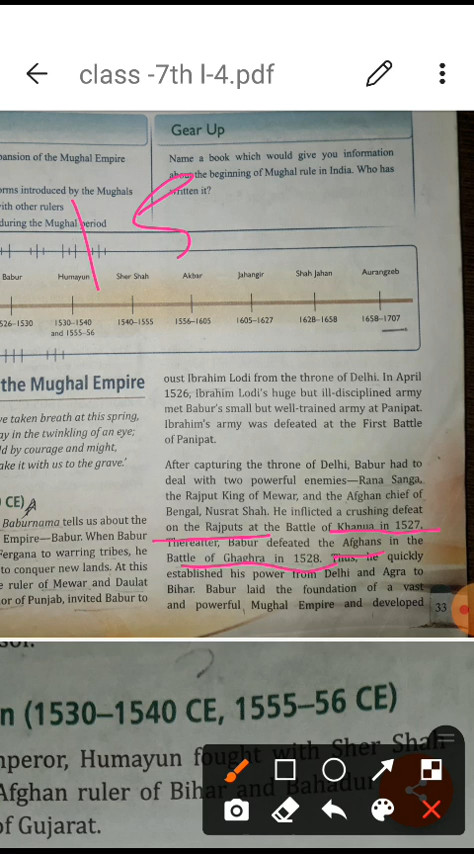 class -7th l-4.pdf
Gear Up
pansion of the Mughal Empire
orms introduced by the Mughals
ith other rulers
during the Mughal period
Name a book which would give you information
about the beginning of Mughal rule in India. Who has
written it?
Babur Humayun Sher Shah Akbar Jahangir Shah Jahan Aurangzeb
526–1530 1530–1540 1540–1555 1556–1605 1605–1627 1628–1658 1658–1707
and 1555-56
the Mughal Empire
've taken breath at this spring,
ay in the twinkling of an eye;
ld by courage and might,
ake it with us to the grave.'
CE)
Baburnama tells us about the
Empire—Babur. When Babur
Fergana to warring tribes, he
to conquer new lands. At this
e ruler of Mewar and Daulat
or of Punjab, invited Babur to
oust Ibrahim Lodi from the throne of Delhi. In April
1526, Ibrahim Lodi's huge but ill-disciplined army
met Babur's small but well-trained army at Panipat.
Ibrahim's army was defeated at the First Battle
of Panipat.
After capturing the throne of Delhi, Babur had to
deal with two powerful enemies—Rana Sanga,
the Rajput King of Mewar, and the Afghan chief of
Bengal, Nusrat Shah. He inflicted a crushing defeat
on the Rajputs at the Battle of Khanua in 1527.
Thereafter, Babur defeated the Afghans in the
Battle of Ghaghra in 1528. Thus, he quickly
established his power from Delhi and Agra to
Bihar. Babur laid the foundation of a vast
and powerful Mughal Empire and developed
33
n (1530–1540 CE, 1555–56 CE)
mperor, Humayun fought with Sher Shah
Afghan ruler of Bihar and Bahadur
of Gujarat.